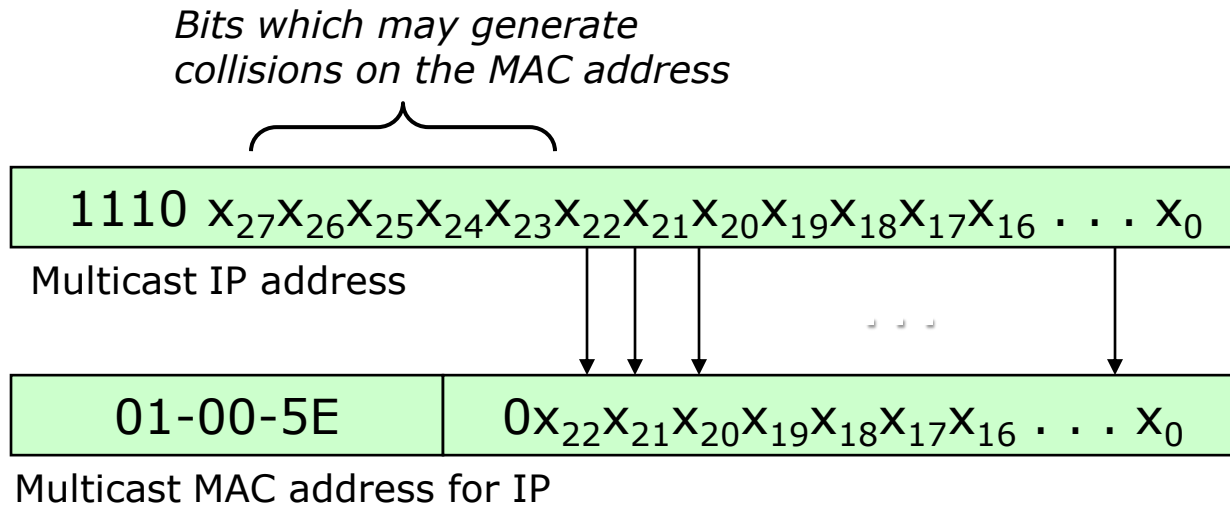 Bits which may generate
collisions on the MAC address
1110 x₂₇x₂₆x₂₅x₂₄x₂₃x₂₂x₂₁x₂₀x₁₉x₁₈x₁₇x₁₆ . . . x₀
Multicast IP address
. . .
01-00-5E 0x₂₂x₂₁x₂₀x₁₉x₁₈x₁₇x₁₆ . . . x₀
Multicast MAC address for IP